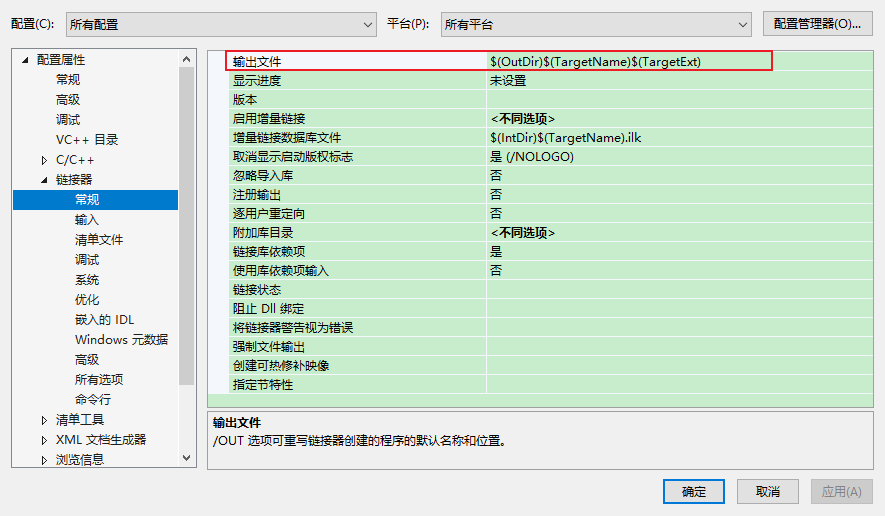 配置(C): 所有配置 平台(P): 所有平台 配置管理器(O)...
配置属性
常规
高级
调试
VC++ 目录
C/C++
链接器
常规
输入
清单文件
调试
系统
优化
嵌入的 IDL
Windows 元数据
高级
所有选项
命令行
清单工具
XML 文档生成器
浏览信息
输出文件 $(OutDir)$(TargetName)$(TargetExt)
显示进度 未设置
版本
启用增量链接 <不同选项>
增量链接数据库文件 $(IntDir)$(TargetName).ilk
取消显示启动版权标志 是 (/NOLOGO)
忽略导入库 否
注册输出 否
逐用户重定向 否
附加库目录 <不同选项>
链接库依赖项 是
使用库依赖项输入 否
链接状态
阻止 Dll 绑定
将链接器警告视为错误
强制文件输出
创建可热修补映像
指定节特性
输出文件
/OUT 选项可重写链接器创建的程序的默认名称和位置。
确定 取消 应用(A)